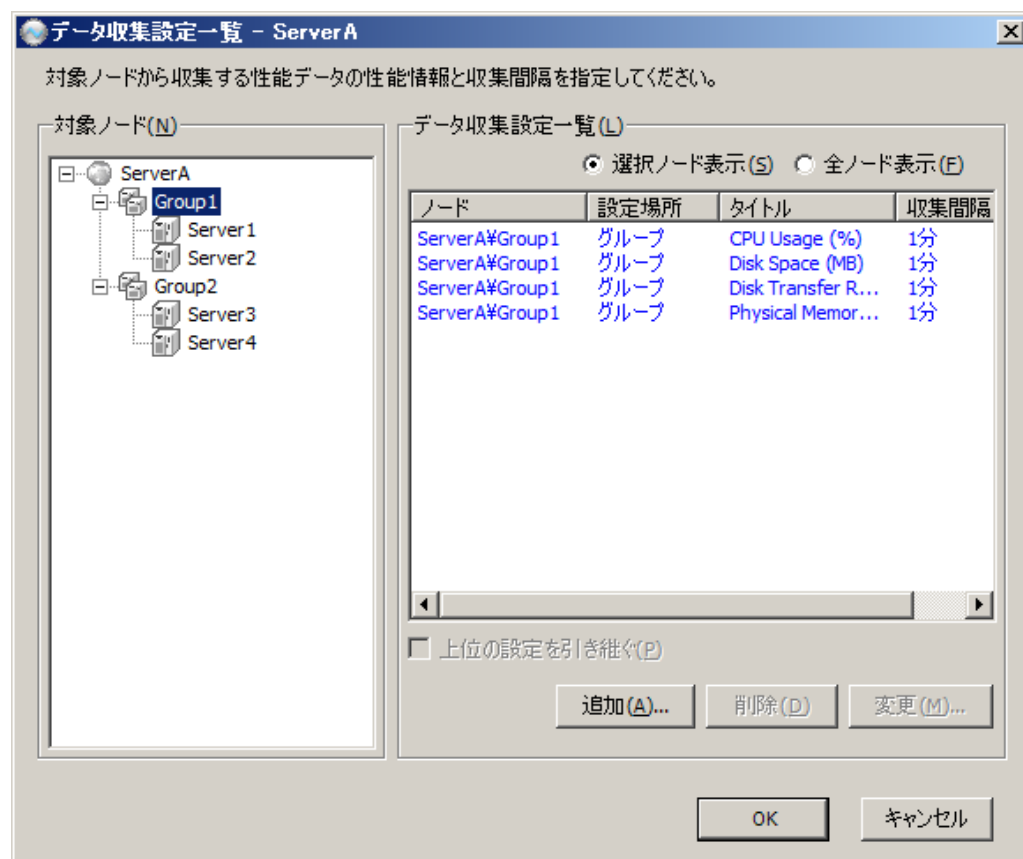 データ収集設定一覧 - ServerA
対象ノードから収集する性能データの性能情報と収集間隔を指定してください。
対象ノード(N)
ServerA
Group1
Server1
Server2
Group2
Server3
Server4
データ収集設定一覧(L)
選択ノード表示(S) 全ノード表示(F)
ノード 設定場所 タイトル 収集間隔
ServerA¥Group1 グループ CPU Usage (%) 1分
ServerA¥Group1 グループ Disk Space (MB) 1分
ServerA¥Group1 グループ Disk Transfer R... 1分
ServerA¥Group1 グループ Physical Memor... 1分
上位の設定を引き継ぐ(P)
追加(A)... 削除(D) 変更(M)...
OK キャンセル